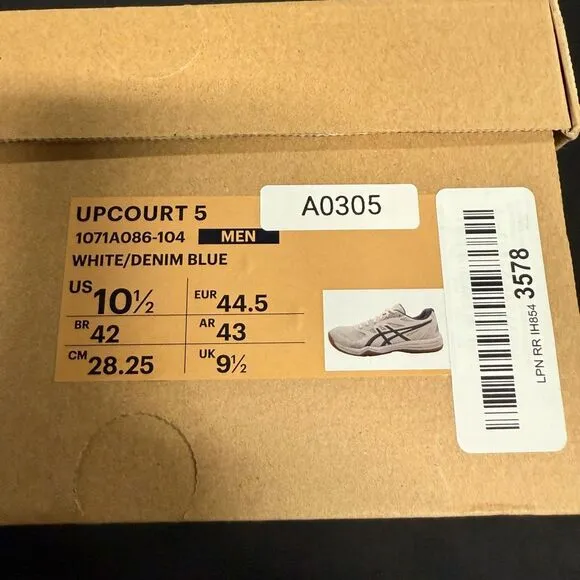 UPCOURT 5
A0305
1071A086-104 MEN
WHITE/DENIM BLUE
US 10½ EUR 44.5
BR 42 AR 43
CM 28.25 UK 9½
LPN RR IH854 3578